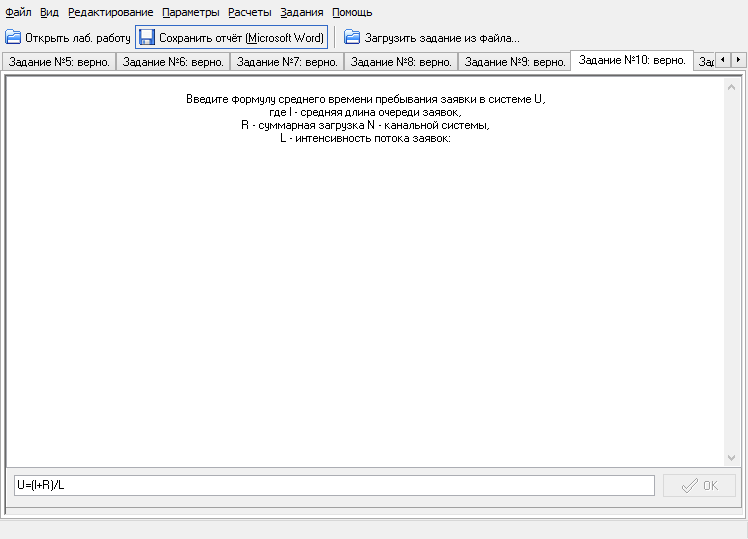 Файл Вид Редактирование Параметры Расчеты Задания Помощь
Открыть лаб. работу Сохранить отчёт (Microsoft Word) Загрузить задание из файла...
Задание №5: верно. Задание №6: верно. Задание №7: верно. Задание №8: верно. Задание №9: верно. Задание №10: верно.
Введите формулу среднего времени пребывания заявки в системе U,
где l - средняя длина очереди заявок,
R - суммарная загрузка N - канальной системы,
L - интенсивность потока заявок:
U=(l+R)/L
OK